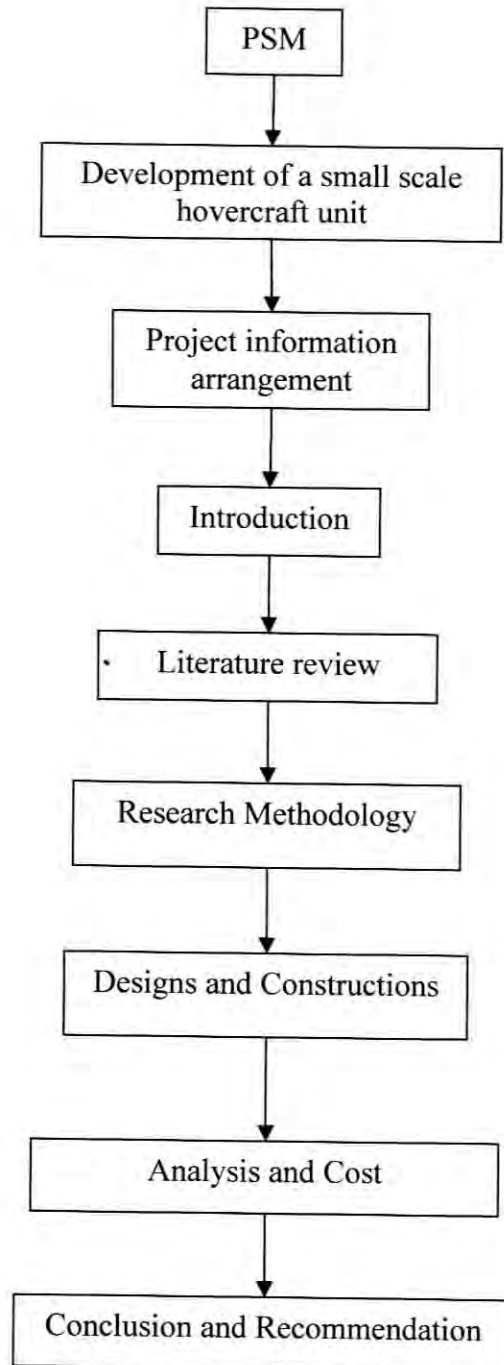 PSM
Development of a small scale
hovercraft unit
Project information
arrangement
Introduction
Literature review
Research Methodology
Designs and Constructions
Analysis and Cost
Conclusion and Recommendation